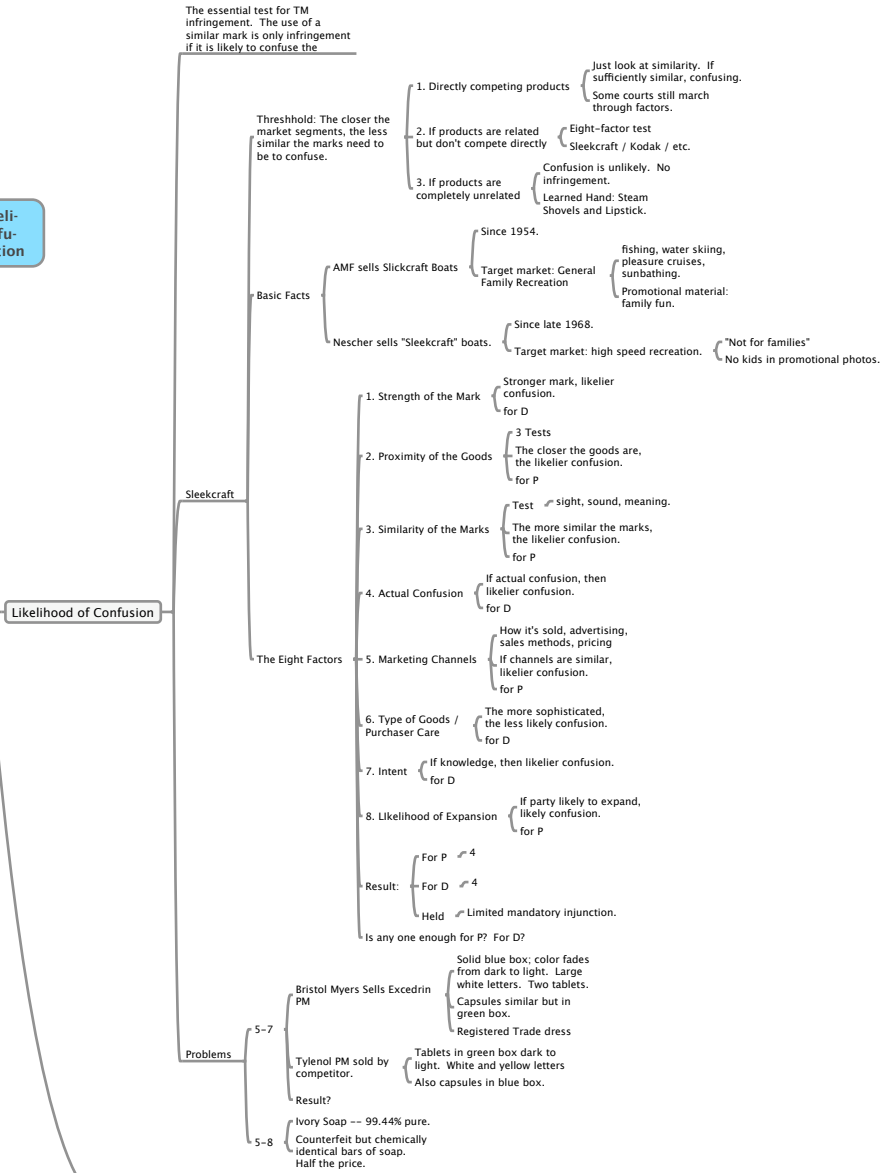 The essential test for TM
infringement.  The use of a
similar mark is only infringement
if it is likely to confuse the
Threshhold: The closer the
market segments, the less
similar the marks need to
be to confuse.
1. Directly competing products
Just look at similarity.  If
sufficiently similar, confusing.
Some courts still march
through factors.
2. If products are related
but don't compete directly
Eight-factor test
Sleekcraft / Kodak / etc.
3. If products are
completely unrelated
Confusion is unlikely.  No
infringement.
Learned Hand: Steam
Shovels and Lipstick.
eli-
fu-
tion
Basic Facts
AMF sells Slickcraft Boats
Since 1954.
Target market: General
Family Recreation
fishing, water skiing,
pleasure cruises,
sunbathing.
Promotional material:
family fun.
Nescher sells "Sleekcraft" boats.
Since late 1968.
Target market: high speed recreation.
"Not for families"
No kids in promotional photos.
Sleekcraft
Likelihood of Confusion
The Eight Factors
1. Strength of the Mark
Stronger mark, likelier
confusion.
for D
2. Proximity of the Goods
3 Tests
The closer the goods are,
the likelier confusion.
for P
3. Similarity of the Marks
Test
sight, sound, meaning.
The more similar the marks,
the likelier confusion.
for P
4. Actual Confusion
If actual confusion, then
likelier confusion.
for D
5. Marketing Channels
How it's sold, advertising,
sales methods, pricing
If channels are similar,
likelier confusion.
for P
6. Type of Goods /
Purchaser Care
The more sophisticated,
the less likely confusion.
for D
7. Intent
If knowledge, then likelier confusion.
for D
8. LIkelihood of Expansion
If party likely to expand,
likely confusion.
for P
Result:
For P
4
For D
4
Held
Limited mandatory injunction.
Is any one enough for P?  For D?
Problems
5-7
Bristol Myers Sells Excedrin
PM
Solid blue box; color fades
from dark to light.  Large
white letters.  Two tablets.
Capsules similar but in
green box.
Registered Trade dress
Tylenol PM sold by
competitor.
Tablets in green box dark to
light.  White and yellow letters
Also capsules in blue box.
Result?
5-8
Ivory Soap -- 99.44% pure.
Counterfeit but chemically
identical bars of soap.
Half the price.